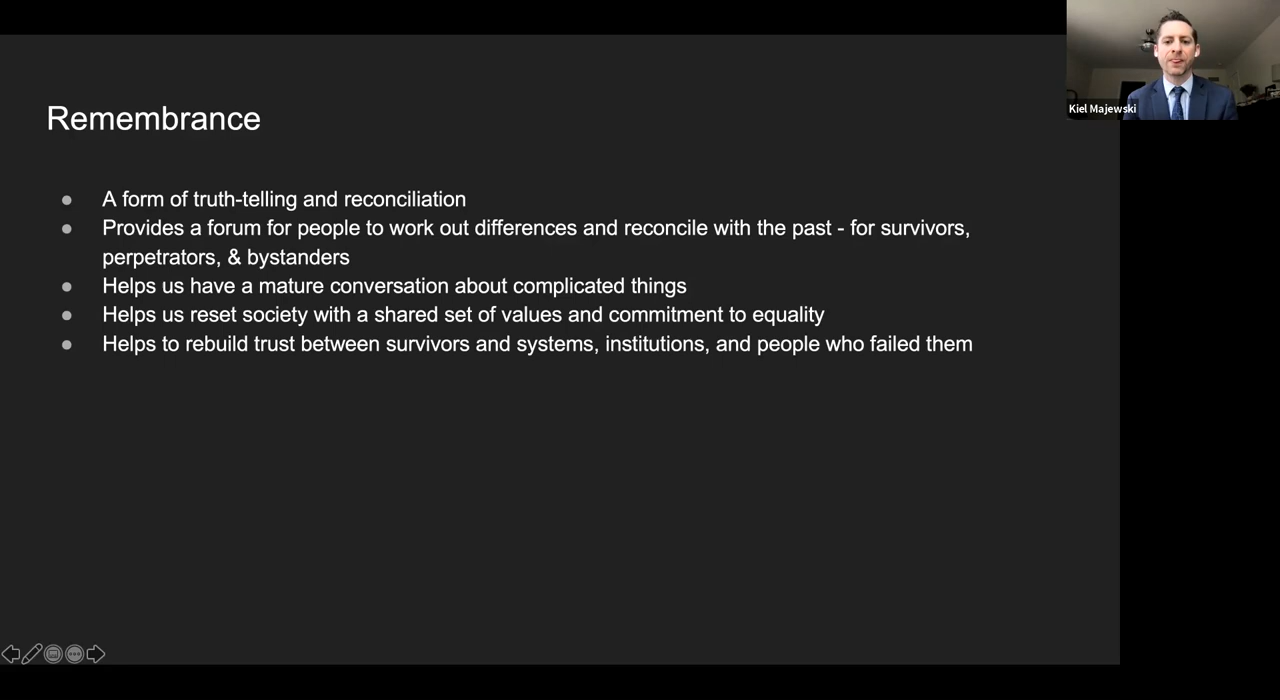 Remembrance
● A form of truth-telling and reconciliation
● Provides a forum for people to work out differences and reconcile with the past - for survivors,
perpetrators, & bystanders
● Helps us have a mature conversation about complicated things
● Helps us reset society with a shared set of values and commitment to equality
● Helps to rebuild trust between survivors and systems, institutions, and people who failed them
Kiel Majewski